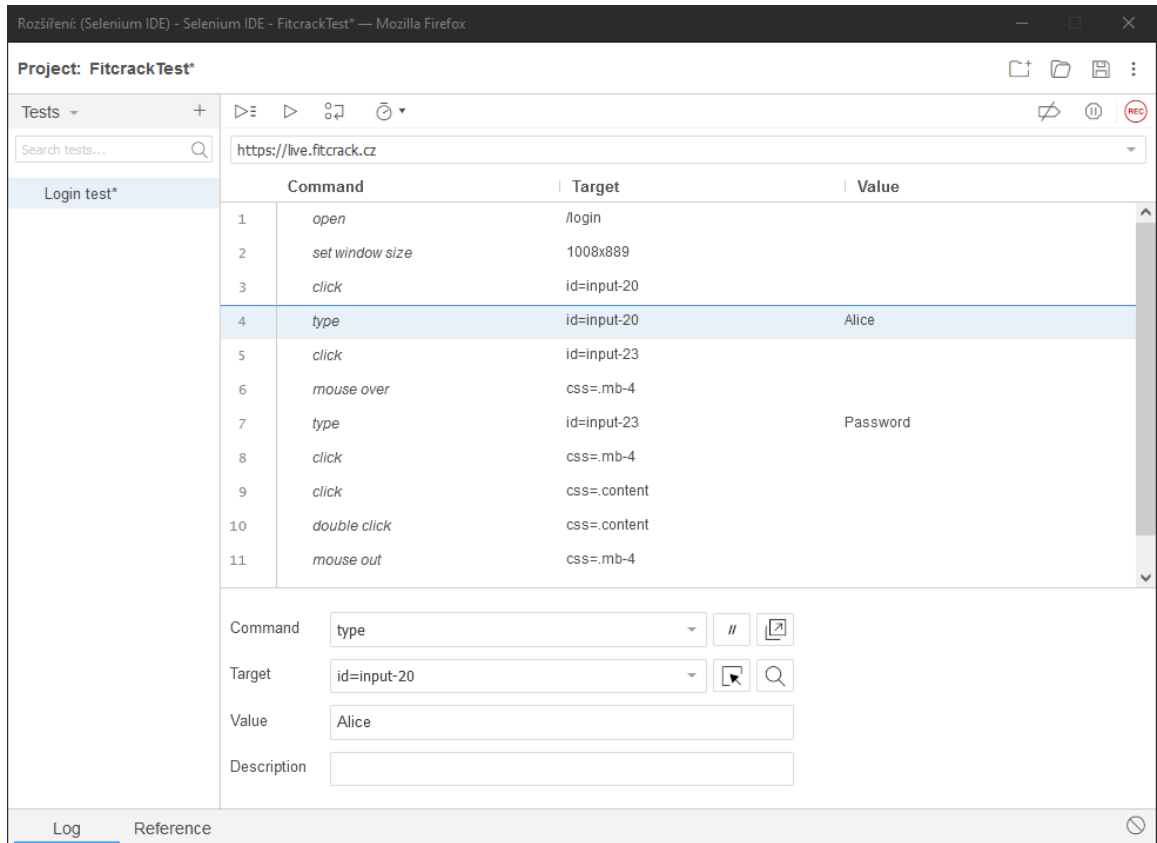 Rozšíření: (Selenium IDE) - Selenium IDE - FitcrackTest* — Mozilla Firefox
Project: FitcrackTest*
Tests
Search tests...
https://live.fitcrack.cz
REC
Login test*
Command Target Value
1 open /login
2 set window size 1008x889
3 click id=input-20
4 type id=input-20 Alice
5 click id=input-23
6 mouse over css=.mb-4
7 type id=input-23 Password
8 click css=.mb-4
9 click css=.content
10 double click css=.content
11 mouse out css=.mb-4
Command type //
Target id=input-20
Value Alice
Description
Log Reference